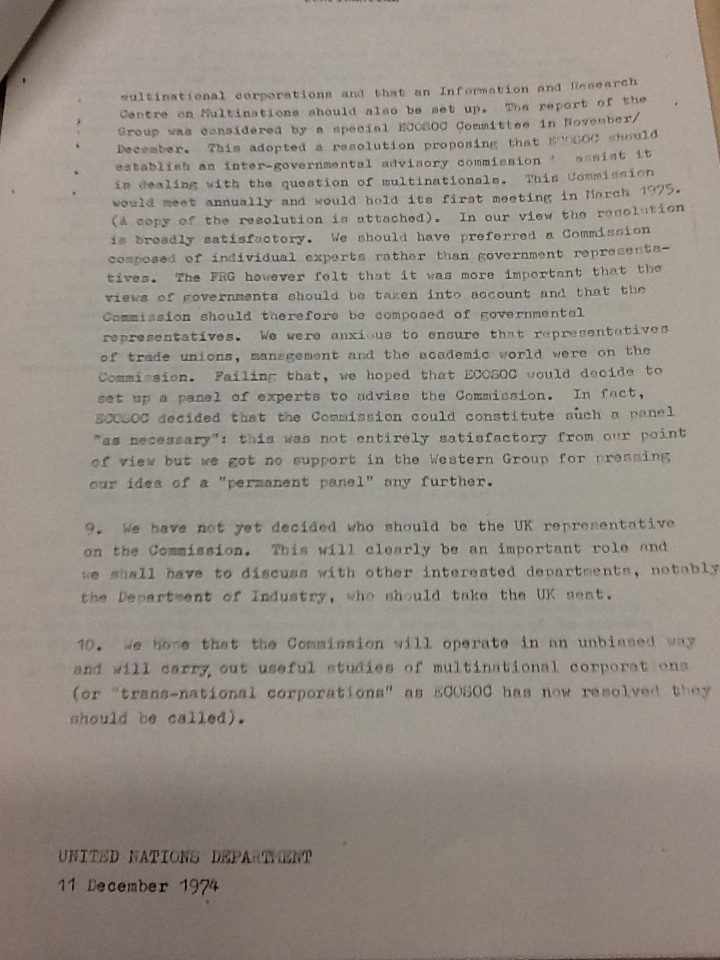 multinational corporations and that an Information and Research
Centre on Multinations should also be set up. The report of the
Group was considered by a special ECOSOC Committee in November/
December. This adopted a resolution proposing that ECOSOC should
establish an inter-governmental advisory commission assist it
in dealing with the question of multinationals. This Commission
would meet annually and would hold its first meeting in March 1975.
(A copy of the resolution is attached). In our view the resolution
is broadly satisfactory. We should have preferred a Commission
composed of individual experts rather than government representa-
tives. The FRG however felt that it was more important that the
views of governments should be taken into account and that the
Commission should therefore be composed of governmental
representatives. We were anxious to ensure that representatives
of trade unions, management and the academic world were on the
Commission. Failing that, we hoped that ECOSOC would decide to
set up a panel of experts to advise the Commission. In fact,
ECOSOC decided that the Commission could constitute such a panel
"as necessary": this was not entirely satisfactory from our point
of view but we got no support in the Western Group for pressing
our idea of a "permanent panel" any further.
9. We have not yet decided who should be the UK representative
on the Commission. This will clearly be an important role and
we shall have to discuss with other interested departments, notably
the Department of Industry, who should take the UK seat.
10. We hope that the Commission will operate in an unbiased way
and will carry out useful studies of multinational corporations
(or "trans-national corporations" as ECOSOC has now resolved they
should be called).
UNITED NATIONS DEPARTMENT
11 December 1974